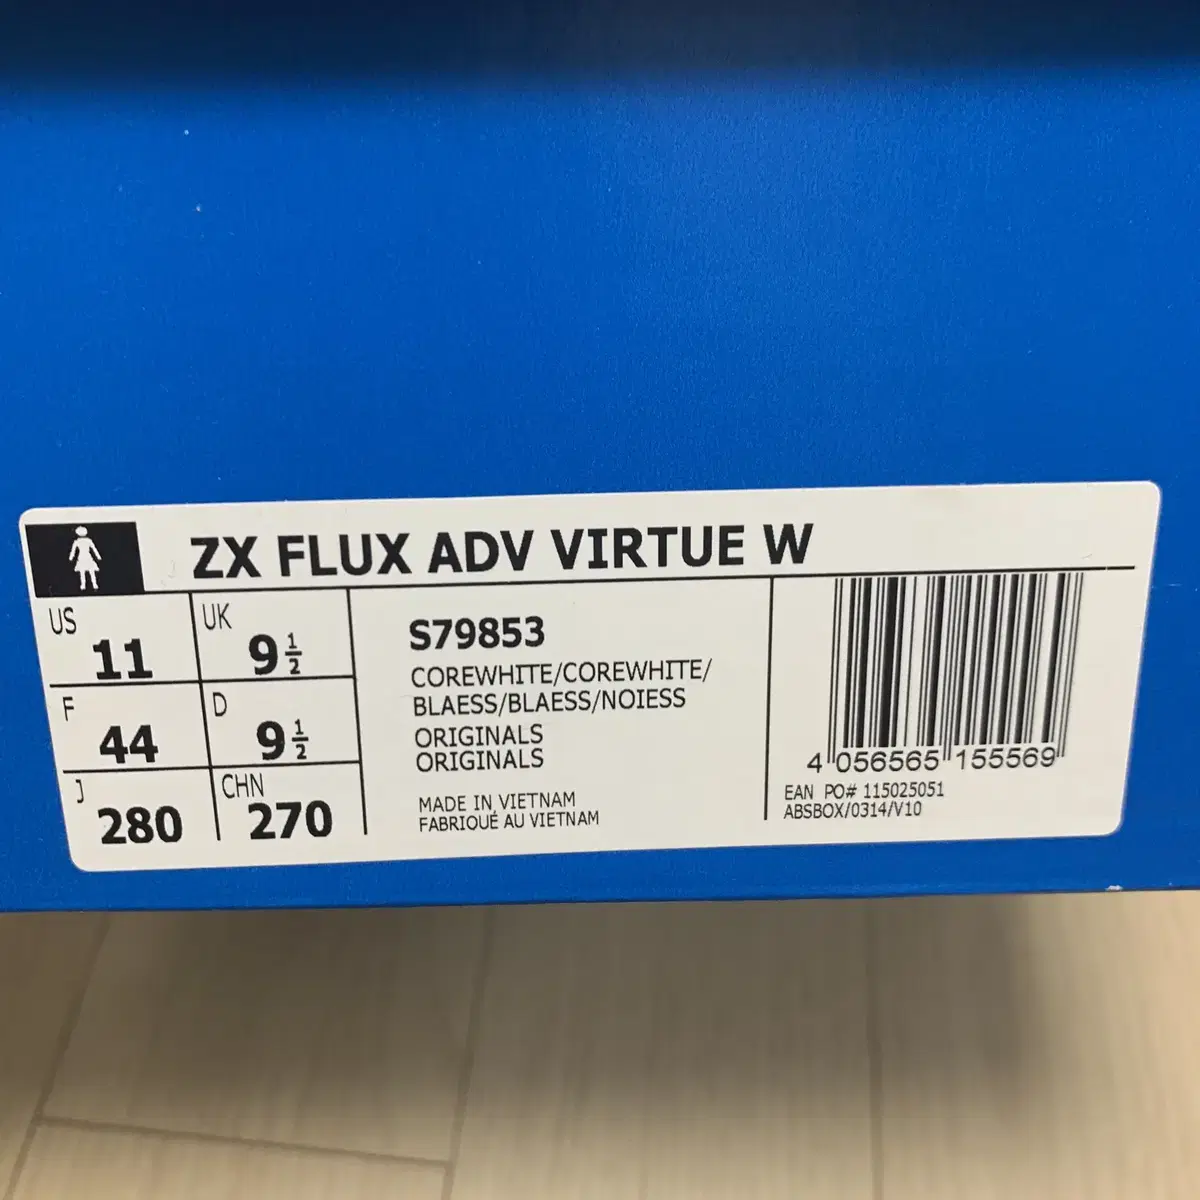 ZX FLUX ADV VIRTUE W
US 11 UK 9 1/2
F 44 D 9 1/2
J 280 CHN 270
S79853
COREWHITE/COREWHITE/
BLAESS/BLAESS/NOIESS
ORIGINALS
ORIGINALS
MADE IN VIETNAM
FABRIQUÉ AU VIETNAM
4 056565 155569
EAN PO# 115025051
ABSBOX/0314/V10